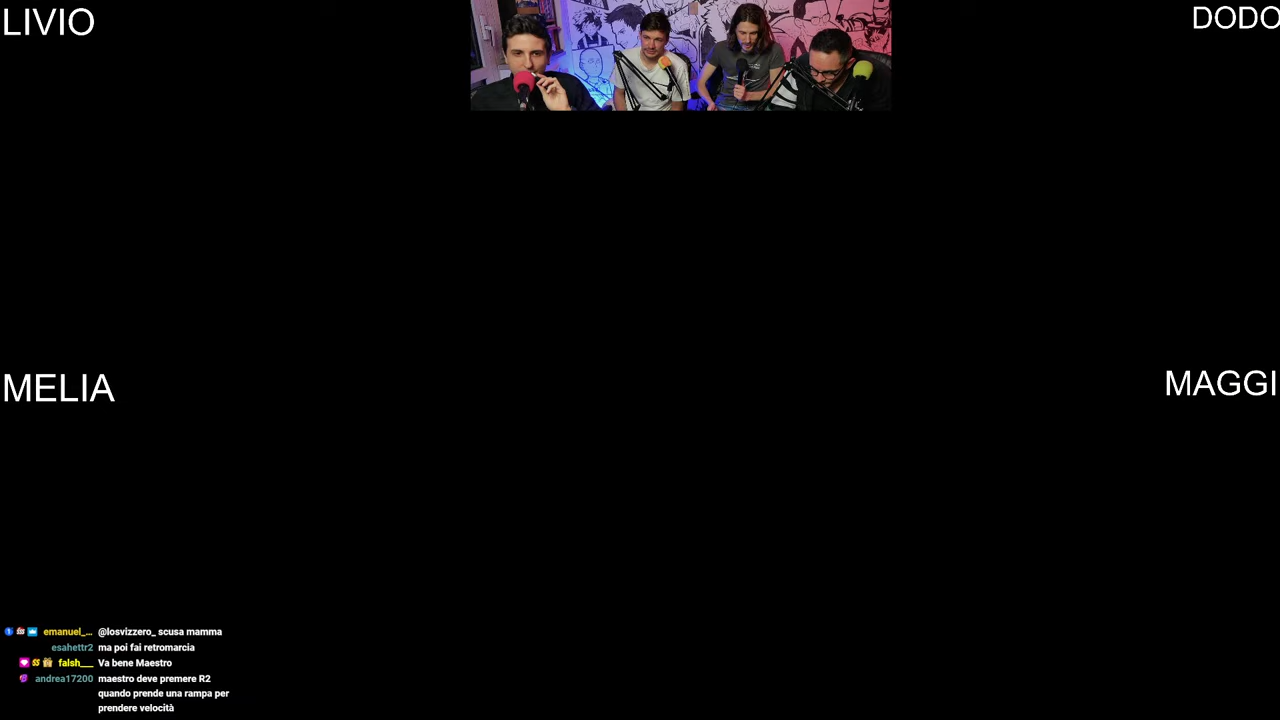 LIVIO
DODO
MELIA
MAGGI
emanuel_... @losvizzero_ scusa mamma
esahettr2 ma poi fai retromarcia
falsh___ Va bene Maestro
andrea17200 maestro deve premere R2
quando prende una rampa per
prendere velocità